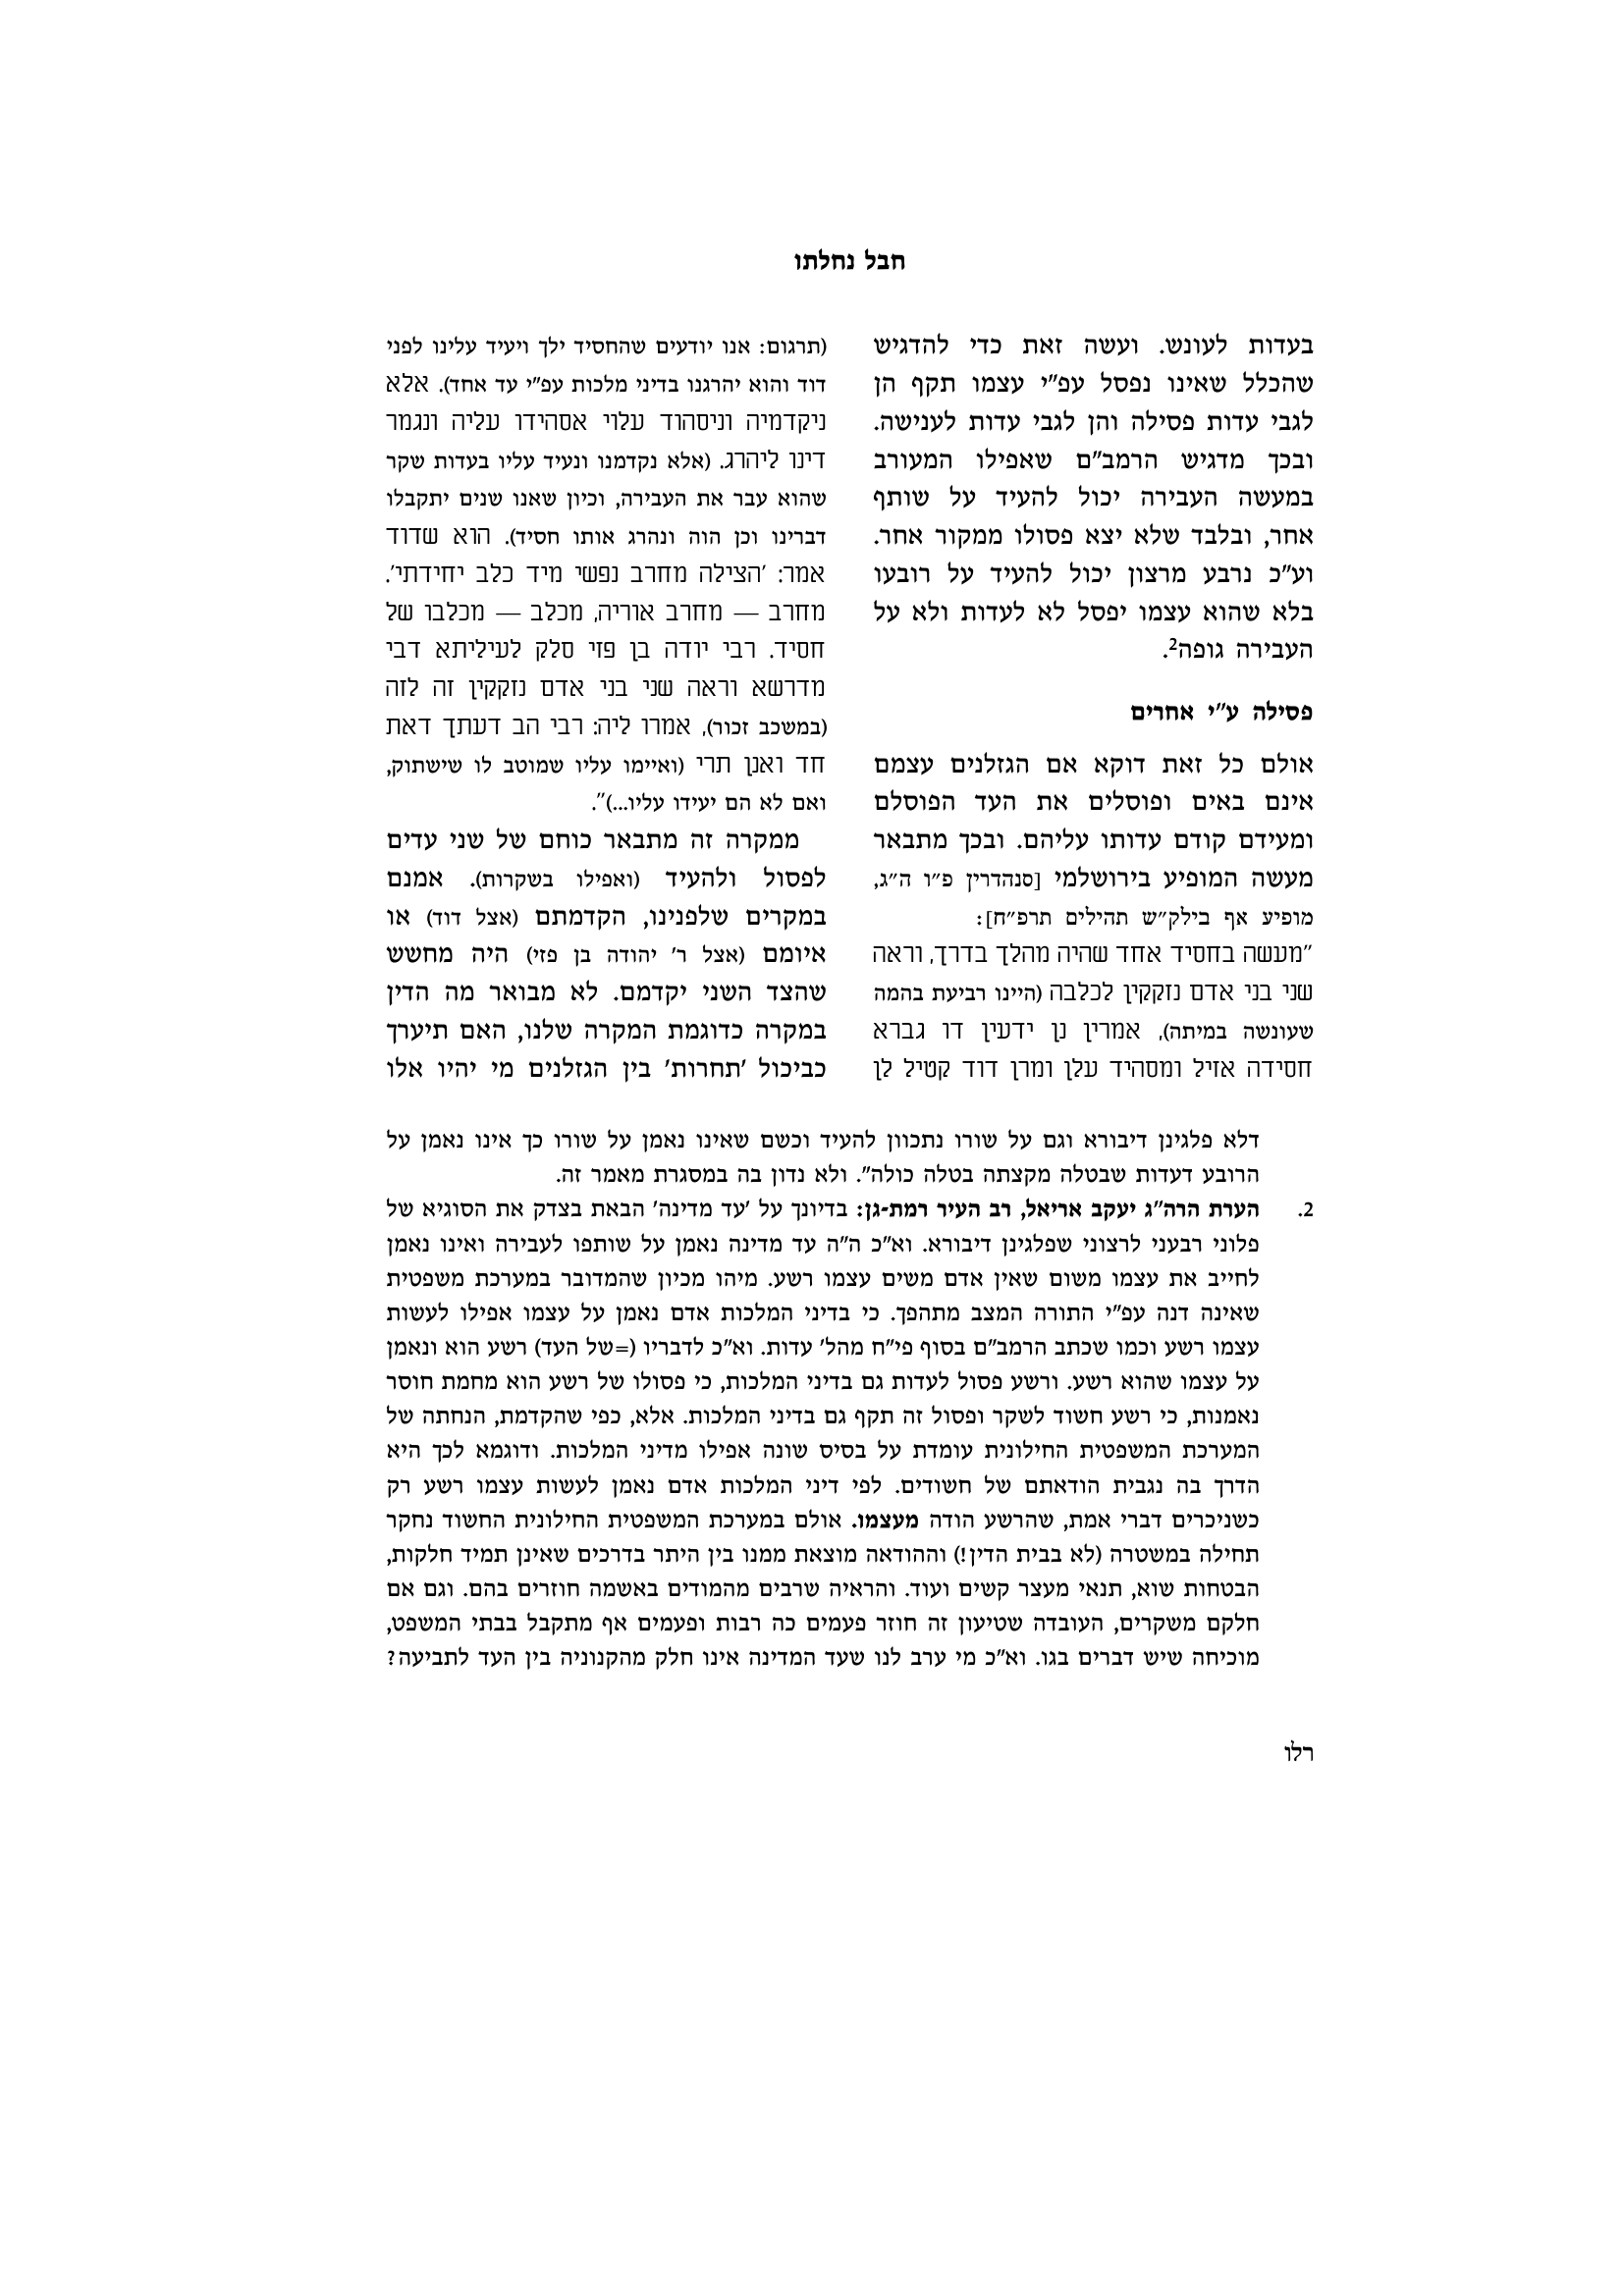 חבל נחלתו
בעדות לעונש. ועשה זאת כדי להדגיש
שהכלל שאינו נפסל עפ"י עצמו תקף הן
לגבי עדות פסילה והן לגבי עדות לענישה.
ובכך מדגיש הרמב"ם שאפילו המעורב
במעשה העבירה יכול להעיד על שותף
אחר, ובלבד שלא יצא פסולו ממקור אחר.
וע"כ נרבע מרצון יכול להעיד על רובעו
בלא שהוא עצמו יפסל לא לעדות ולא על
העבירה גופה2.
פסילה ע"י אחרים
אולם כל זאת דוקא אם הגזלנים עצמם
אינם באים ופוסלים את העד הפוסלם
ומעידם קודם עדותו עליהם. ובכך מתבאר
מעשה המופיע בירושלמי [סנהדרין פ"ו ה"ג,
מופיע אף בילק"ש תהילים תרפ"ח]:
"מעשה בחסיד אחד שהיה מהלך בדרך, וראה
שני בני אדם נזקקין לכלבה (היינו רביעת בהמה
שעונשה במיתה), אמרין נן ידעין דו גברא
חסידה אזיל ומסהיד עלן ומרן דוד קטיל לן
(תרגום: אנו יודעים שהחסיד ילך ויעיד עלינו לפני
דוד והוא יהרגנו בדיני מלכות עפ"י עד אחד). אלא
ניקדמיה וניסהוד עלוי אסהידו עליה ונגמר
דינו ליהרג. (אלא נקדמנו ונעיד עליו בעדות שקר
שהוא עבר את העבירה, וכיון שאנו שנים יתקבלו
דברינו וכן הוה ונהרג אותו חסיד). הוא שדוד
אמר: 'הצילה מחרב נפשי מיד כלב יחידתי'.
מחרב — מחרב אוריה, מכלב — מכלבו של
חסיד. רבי יודה בן פזי סלק לעיליתא דבי
מדרשא וראה שני בני אדם נזקקין זה לזה
(במשכב זכור), אמרו ליה: רבי הב דעתך דאת
חד ואנן תרי (ואיימו עליו שמוטב לו שישתוק,
ואם לא הם יעידו עליו...)".
ממקרה זה מתבאר כוחם של שני עדים
לפסול ולהעיד (ואפילו בשקרות). אמנם
במקרים שלפנינו, הקדמתם (אצל דוד) או
איומם (אצל ר' יהודה בן פזי) היה מחשש
שהצד השני יקדמם. לא מבואר מה הדין
במקרה כדוגמת המקרה שלנו, האם תיערך
כביכול 'תחרות' בין הגזלנים מי יהיו אלו
דלא פלגינן דיבורא וגם על שורו נתכוון להעיד וכשם שאינו נאמן על שורו כך אינו נאמן על
הרובע דעדות שבטלה מקצתה בטלה כולה". ולא נדון בה במסגרת מאמר זה.
2. הערת הרה"ג יעקב אריאל, רב העיר רמת-גן: בדיונך על 'עד מדינה' הבאת בצדק את הסוגיא של
פלוני רבעני לרצוני שפלגינן דיבורא. וא"כ ה"ה עד מדינה נאמן על שותפו לעבירה ואינו נאמן
לחייב את עצמו משום שאין אדם משים עצמו רשע. מיהו מכיון שהמדובר במערכת משפטית
שאינה דנה עפ"י התורה המצב מתהפך. כי בדיני המלכות אדם נאמן על עצמו אפילו לעשות
עצמו רשע וכמו שכתב הרמב"ם בסוף פי"ח מהל' עדות. וא"כ לדבריו (=של העד) רשע הוא ונאמן
על עצמו שהוא רשע. ורשע פסול לעדות גם בדיני המלכות, כי פסולו של רשע הוא מחמת חוסר
נאמנות, כי רשע חשוד לשקר ופסול זה תקף גם בדיני המלכות. אלא, כפי שהקדמת, הנחתה של
המערכת המשפטית החילונית עומדת על בסיס שונה אפילו מדיני המלכות. ודוגמא לכך היא
הדרך בה נגבית הודאתם של חשודים. לפי דיני המלכות אדם נאמן לעשות עצמו רשע רק
כשניכרים דברי אמת, שהרשע הודה מעצמו. אולם במערכת המשפטית החילונית החשוד נחקר
תחילה במשטרה (לא בבית הדין!) וההודאה מוצאת ממנו בין היתר בדרכים שאינן תמיד חלקות,
הבטחות שוא, תנאי מעצר קשים ועוד. והראיה שרבים מהמודים באשמה חוזרים בהם. וגם אם
חלקם משקרים, העובדה שטיעון זה חוזר פעמים כה רבות ופעמים אף מתקבל בבתי המשפט,
מוכיחה שיש דברים בגו. וא"כ מי ערב לנו שעד המדינה אינו חלק מהקנוניה בין העד לתביעה?
רלו